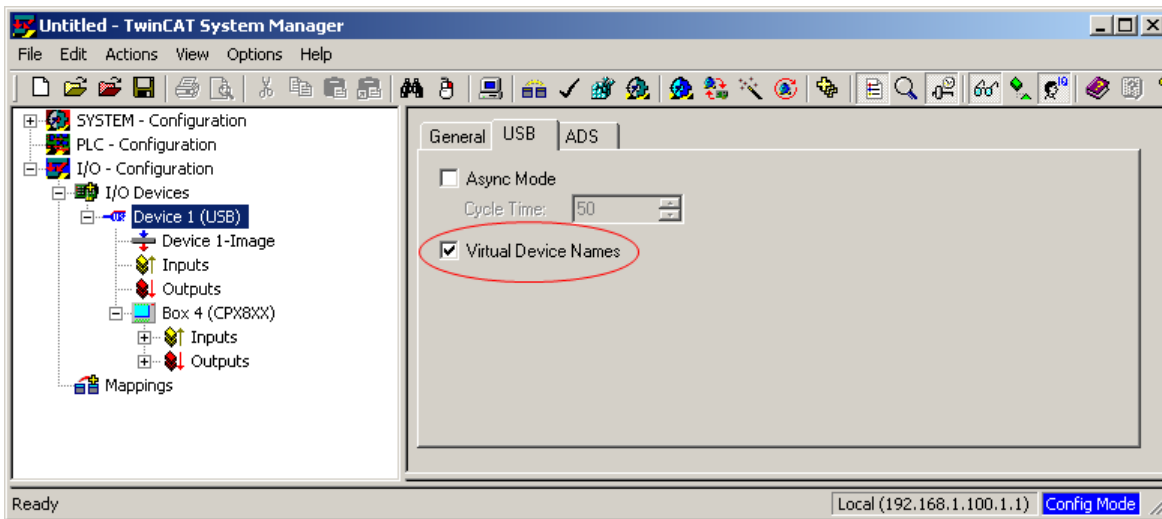 Untitled - TwinCAT System Manager
File Edit Actions View Options Help
SYSTEM - Configuration
PLC - Configuration
I/O - Configuration
I/O Devices
Device 1 (USB)
Device 1-Image
Inputs
Outputs
Box 4 (CPX8XX)
Inputs
Outputs
Mappings
General USB ADS
Async Mode
Cycle Time: 50
Virtual Device Names
Ready Local (192.168.1.100.1.1) Config Mode